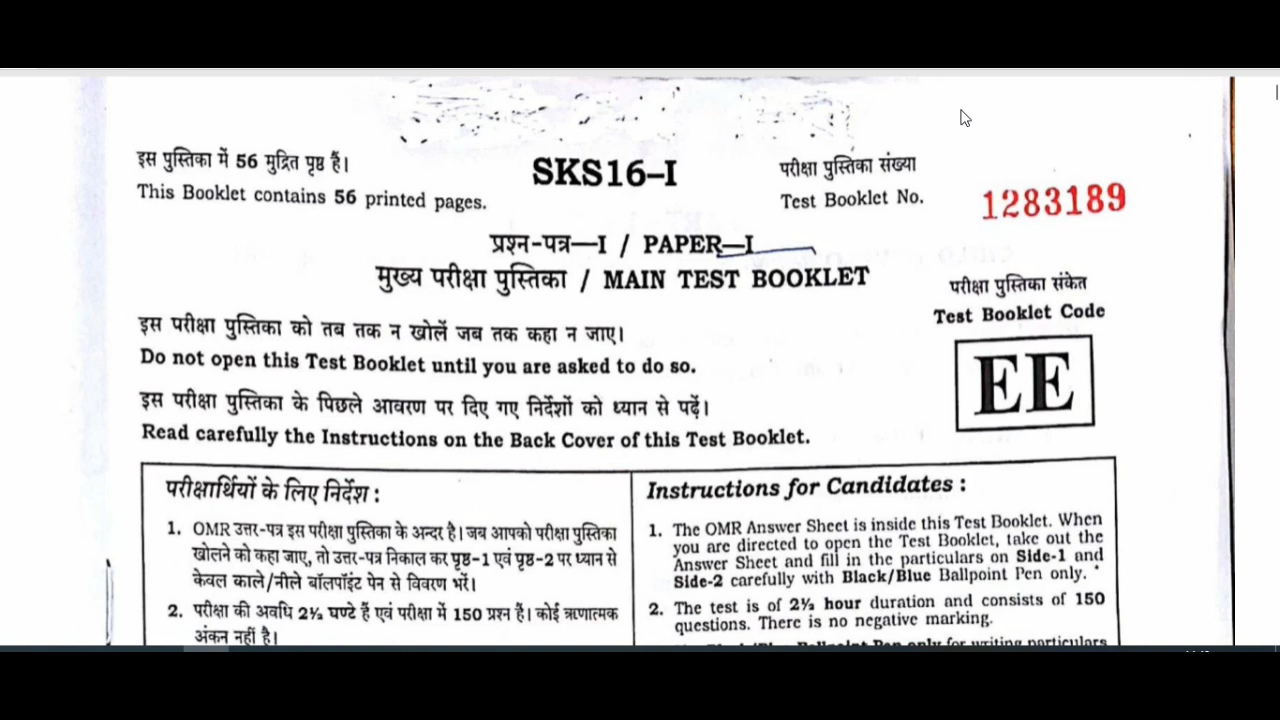 इस पुस्तिका में 56 मुद्रित पृष्ठ हैं।
This Booklet contains 56 printed pages.
SKS16–I
परीक्षा पुस्तिका संख्या
Test Booklet No.
1283189
प्रश्न-पत्र—I / PAPER—I
मुख्य परीक्षा पुस्तिका / MAIN TEST BOOKLET
परीक्षा पुस्तिका संकेत
Test Booklet Code
EE
इस परीक्षा पुस्तिका को तब तक न खोलें जब तक कहा न जाए।
Do not open this Test Booklet until you are asked to do so.
इस परीक्षा पुस्तिका के पिछले आवरण पर दिए गए निर्देशों को ध्यान से पढ़ें।
Read carefully the Instructions on the Back Cover of this Test Booklet.
परीक्षार्थियों के लिए निर्देश :
1. OMR उत्तर-पत्र इस परीक्षा पुस्तिका के अन्दर है। जब आपको परीक्षा पुस्तिका
खोलने को कहा जाए, तो उत्तर-पत्र निकाल कर पृष्ठ-1 एवं पृष्ठ-2 पर ध्यान से
केवल काले/नीले बॉलपॉइंट पेन से विवरण भरें।
2. परीक्षा की अवधि 2½ घण्टे हैं एवं परीक्षा में 150 प्रश्न हैं। कोई ऋणात्मक
अंकन नहीं है।
Instructions for Candidates :
1. The OMR Answer Sheet is inside this Test Booklet. When
you are directed to open the Test Booklet, take out the
Answer Sheet and fill in the particulars on Side-1 and
Side-2 carefully with Black/Blue Ballpoint Pen only.
2. The test is of 2½ hour duration and consists of 150
questions. There is no negative marking.
Ballpoint Pen only for writing particulars